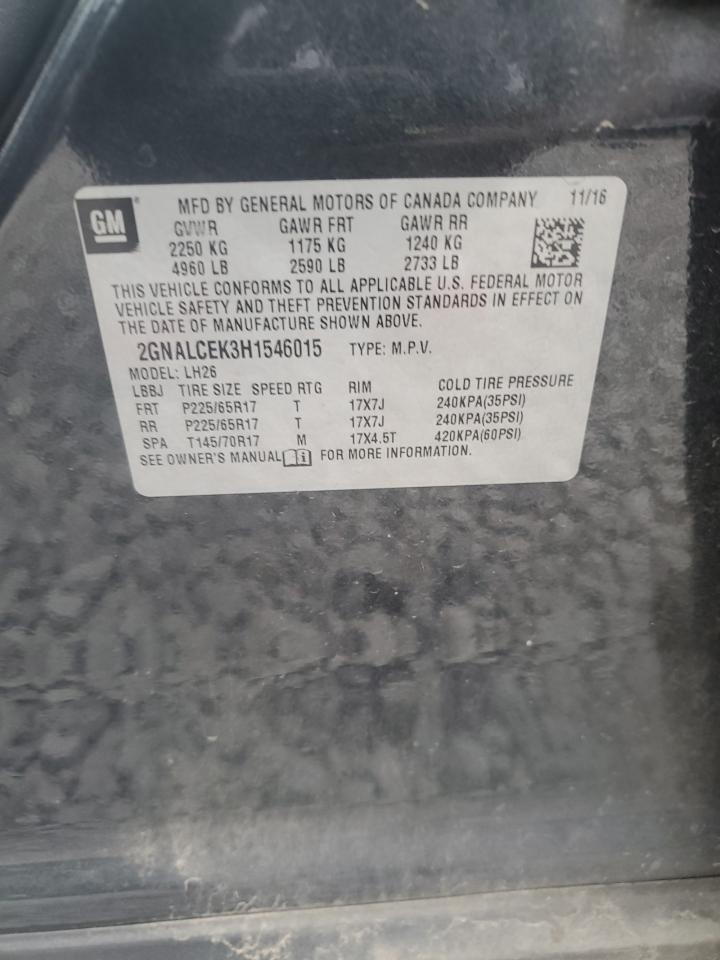 GM
MFD BY GENERAL MOTORS OF CANADA COMPANY 11/16
GVWR GAWR FRT GAWR RR
2250 KG 1175 KG 1240 KG
4960 LB 2590 LB 2733 LB
THIS VEHICLE CONFORMS TO ALL APPLICABLE U.S. FEDERAL MOTOR
VEHICLE SAFETY AND THEFT PREVENTION STANDARDS IN EFFECT ON
THE DATE OF MANUFACTURE SHOWN ABOVE.
2GNALCEK3H1546015 TYPE: M.P.V.
MODEL: LH26
LBBJ TIRE SIZE SPEED RTG RIM COLD TIRE PRESSURE
FRT P225/65R17 T 17X7J 240KPA(35PSI)
RR P225/65R17 T 17X7J 240KPA(35PSI)
SPA T145/70R17 M 17X4.5T 420KPA(60PSI)
SEE OWNER'S MANUAL FOR MORE INFORMATION.